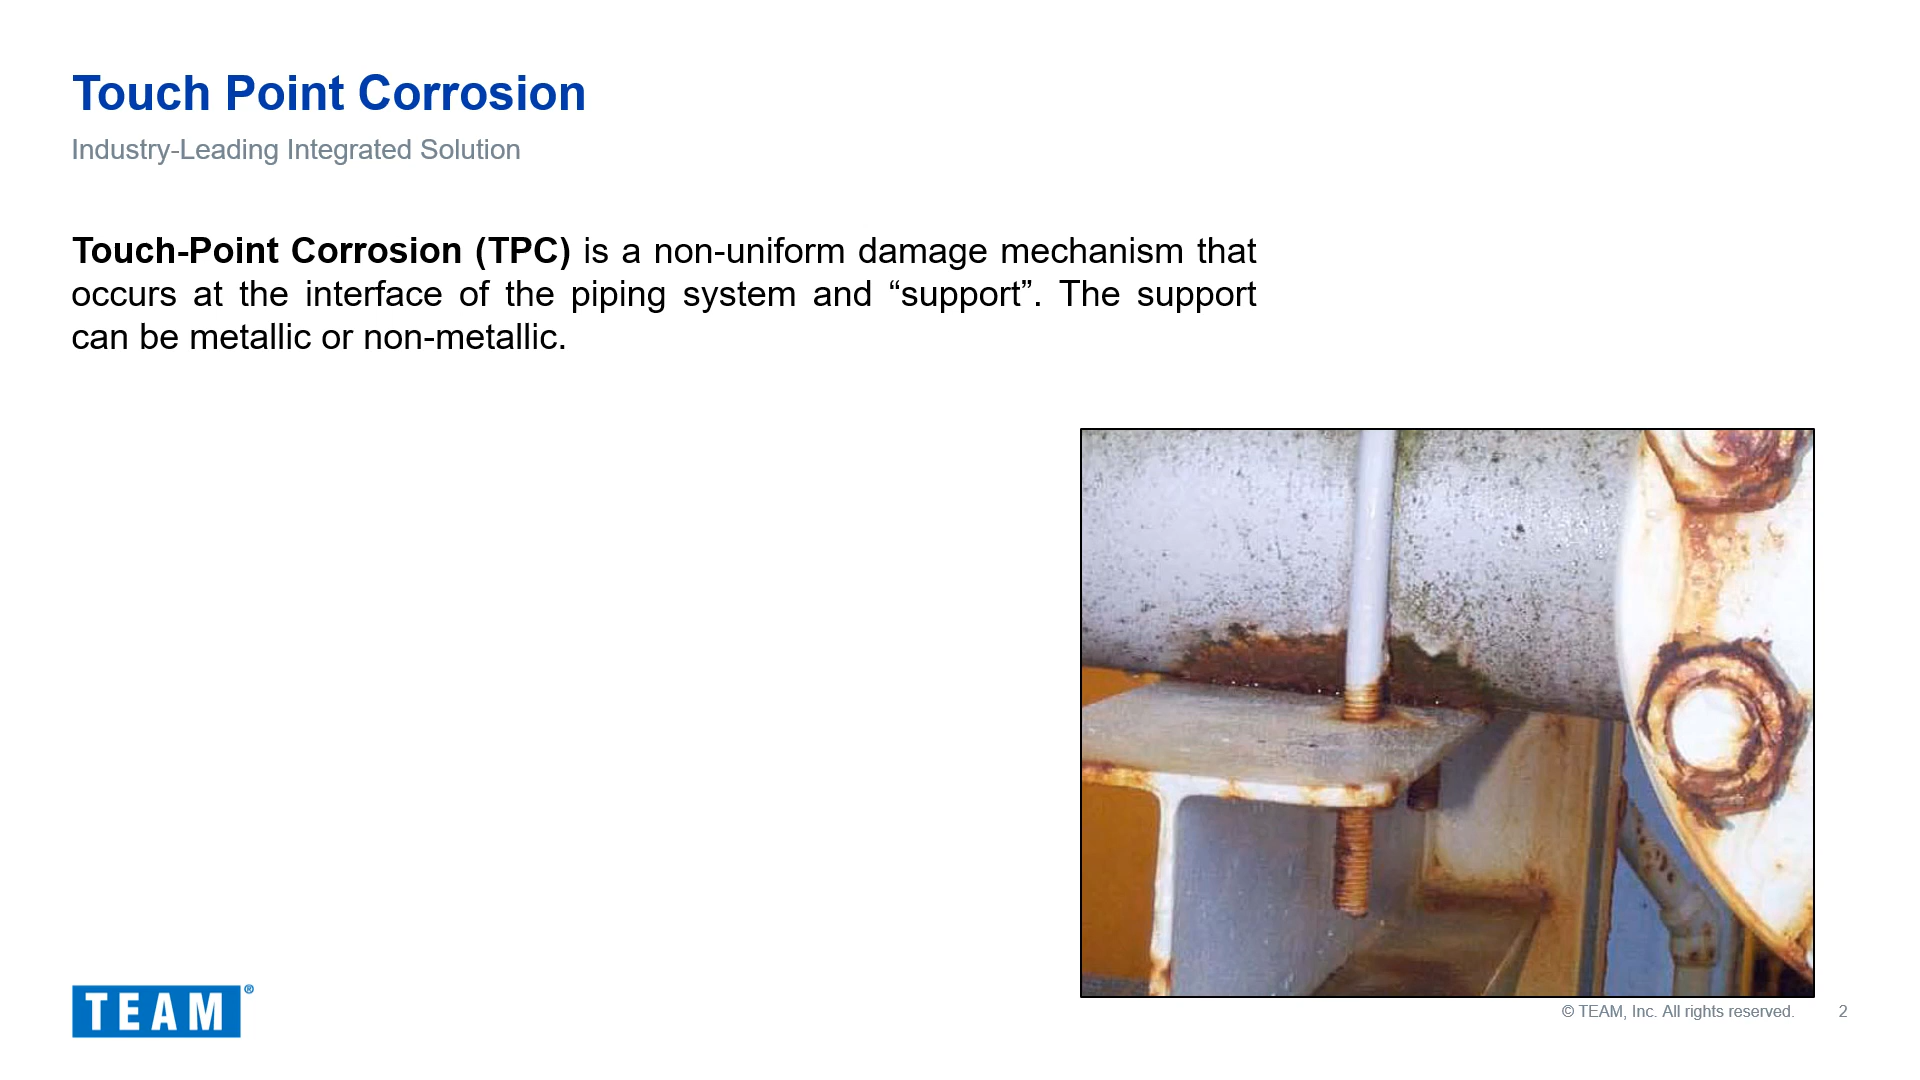 Touch Point Corrosion
Industry-Leading Integrated Solution
Touch-Point Corrosion (TPC) is a non-uniform damage mechanism that
occurs at the interface of the piping system and “support”. The support
can be metallic or non-metallic.
TEAM®
© TEAM, Inc. All rights reserved. 2